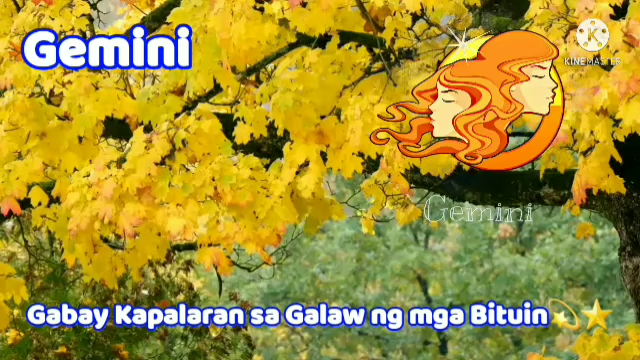 Gemini
KINEMASTER
Gemini
Gabay Kapalaran sa Galaw ng mga Bituin💫⭐